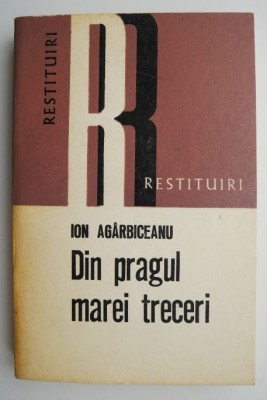 RESTITUIRI
R
RESTITUIRI
ION AGÂRBICEANU
Din pragul
marei treceri